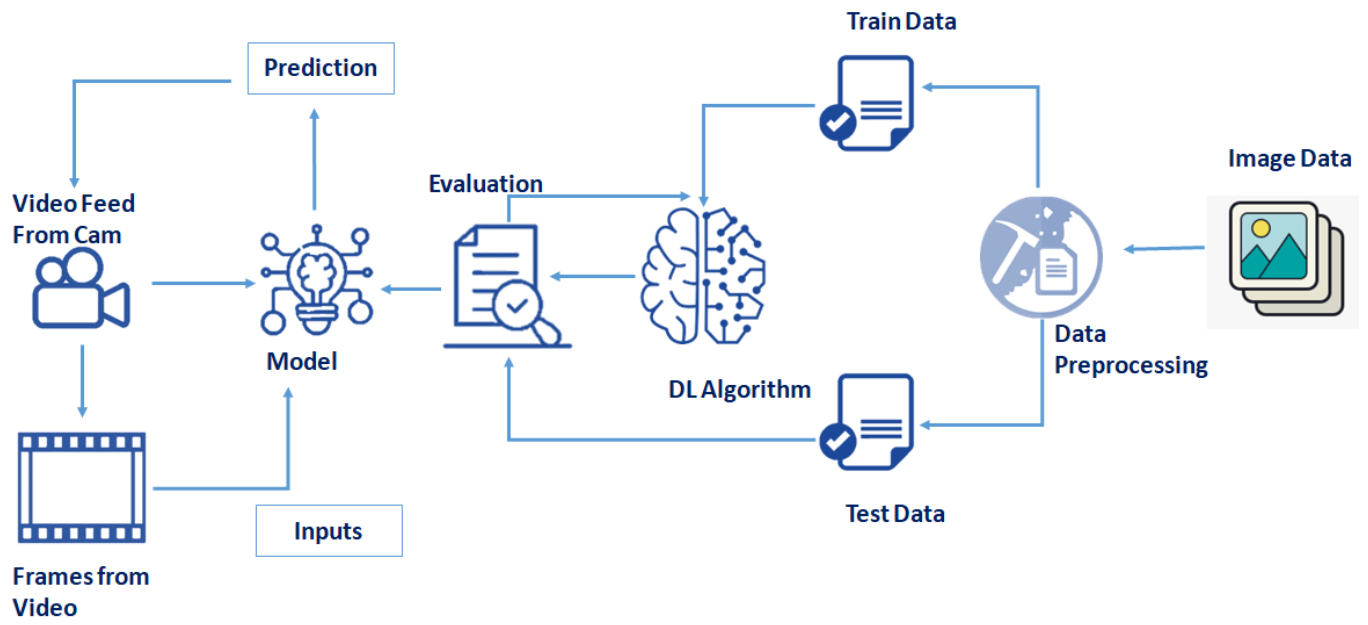 Train Data
Prediction
Image Data
Evaluation
Video Feed
From Cam
Data
Preprocessing
Model
DL Algorithm
Test Data
Inputs
Frames from
Video